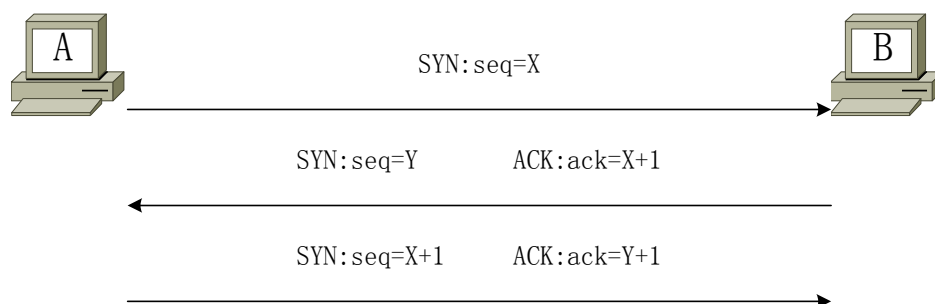 A
B
SYN:seq=X
SYN:seq=Y ACK:ack=X+1
SYN:seq=X+1 ACK:ack=Y+1